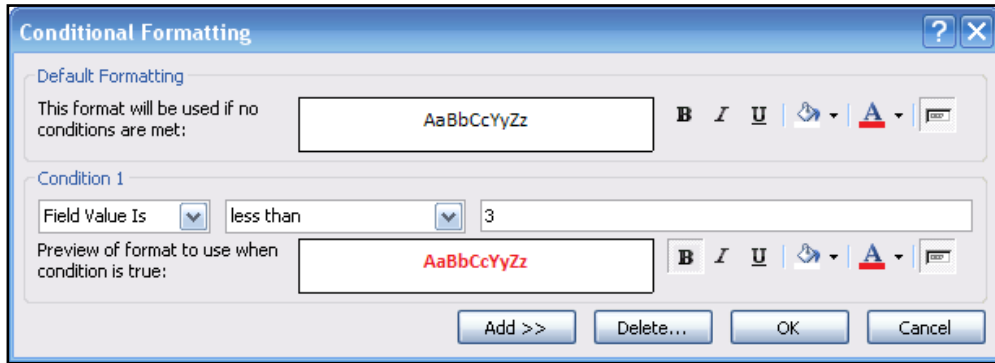 Conditional Formatting
Default Formatting
This format will be used if no
conditions are met:
AaBbCcYyZz
B I U A
Condition 1
Field Value Is less than 3
Preview of format to use when
condition is true:
AaBbCcYyZz
B I U A
Add >> Delete... OK Cancel